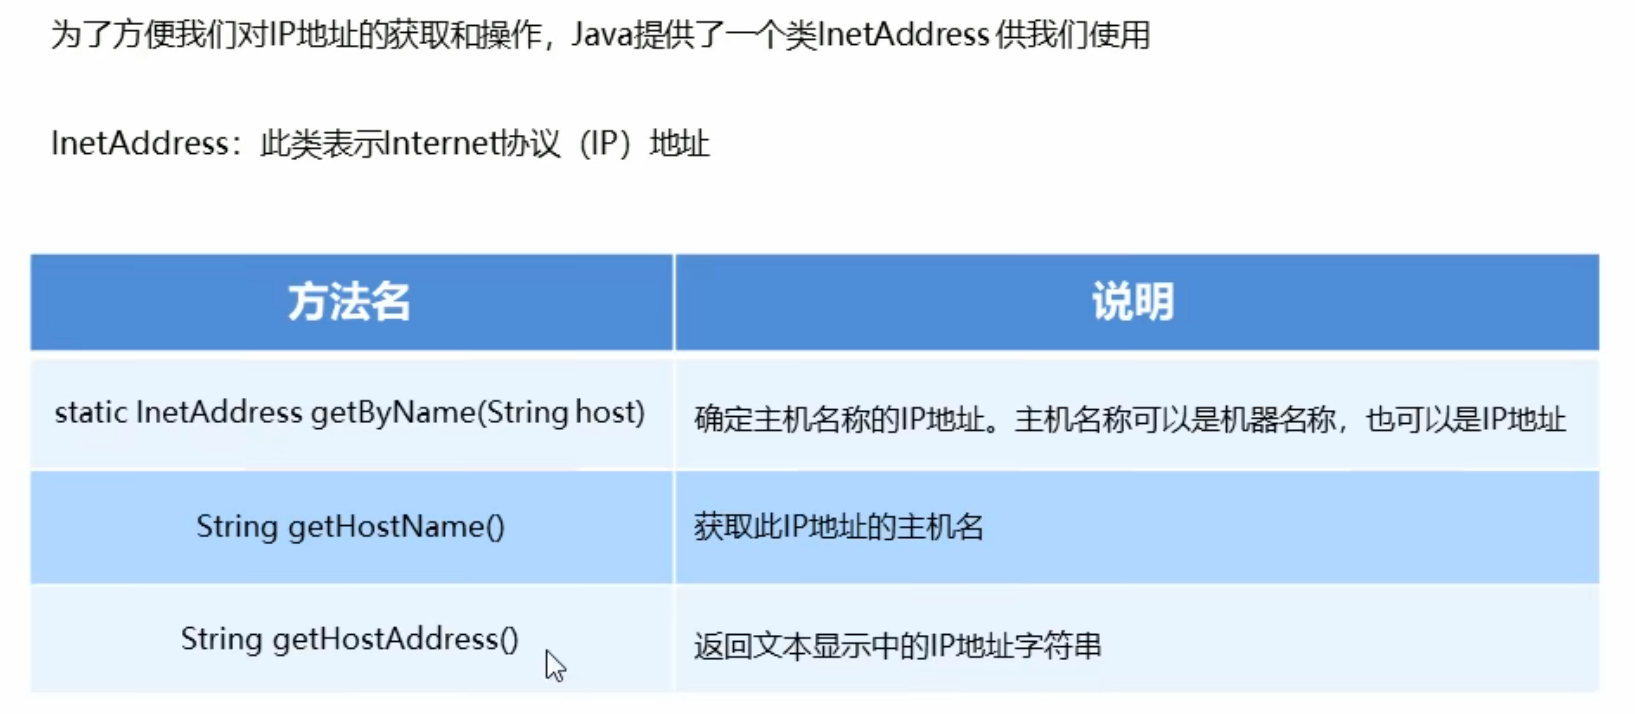 为了方便我们对IP地址的获取和操作，Java提供了一个类InetAddress 供我们使用
InetAddress：此类表示Internet协议（IP）地址
方法名
说明
static InetAddress getByName(String host)
确定主机名称的IP地址。主机名称可以是机器名称，也可以是IP地址
String getHostName()
获取此IP地址的主机名
String getHostAddress()
返回文本显示中的IP地址字符串